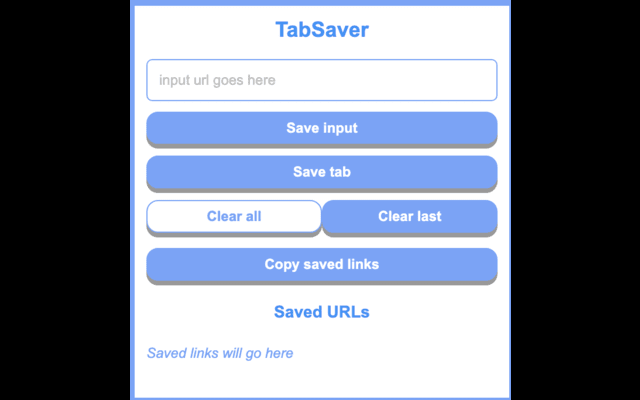 TabSaver
input url goes here
Save input
Save tab
Clear all
Clear last
Copy saved links
Saved URLs
Saved links will go here